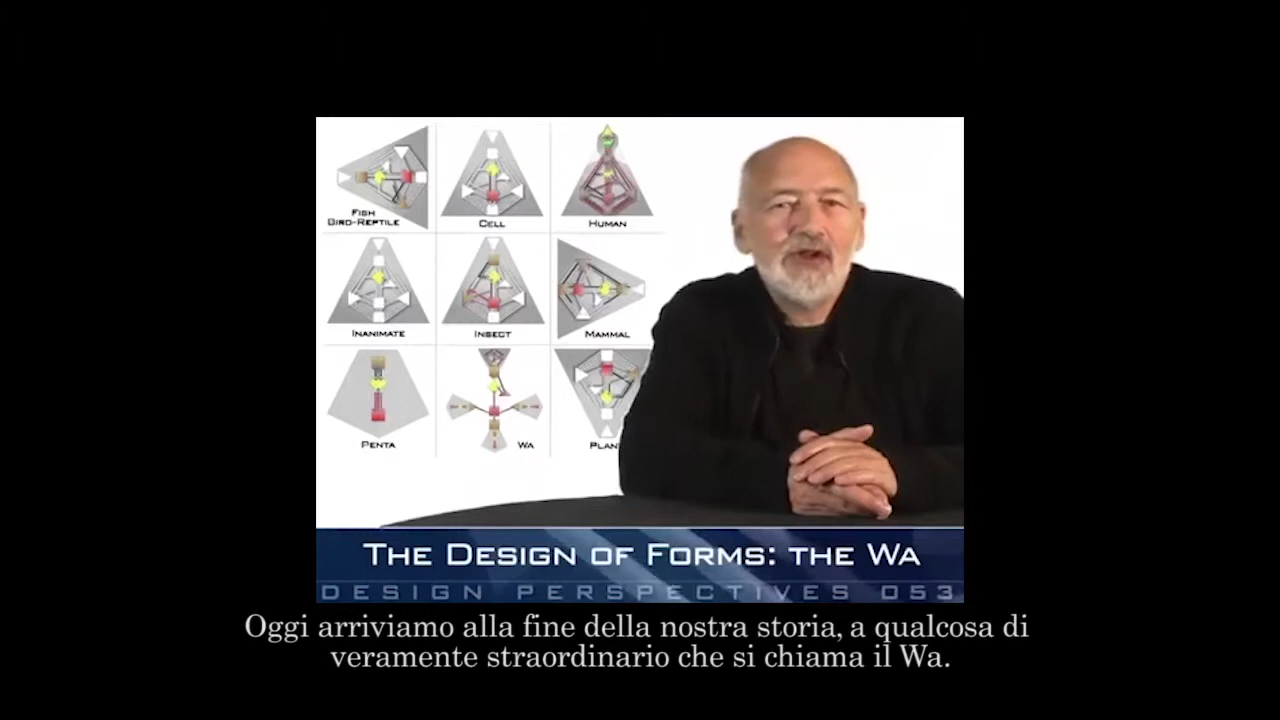 FISH
BIRD-REPTILE
CELL
HUMAN
INANIMATE
INSECT
MAMMAL
PENTA
WA
PLAN
THE DESIGN OF FORMS: THE WA
DESIGN PERSPECTIVES 053
Oggi arriviamo alla fine della nostra storia, a qualcosa di
veramente straordinario che si chiama il Wa.